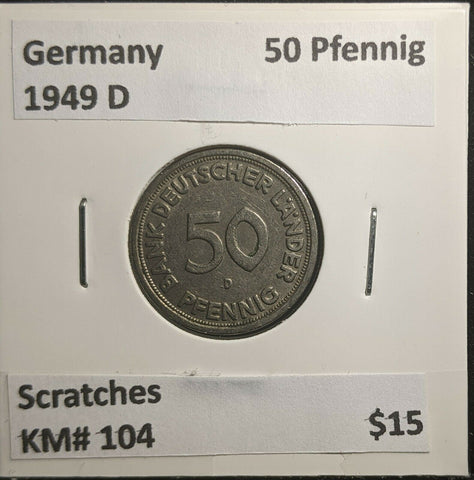 Germany 50 Pfennig
1949 D
BANK DEUTSCHER LÄNDER
50
D
PFENNIG
Scratches
KM# 104 $15